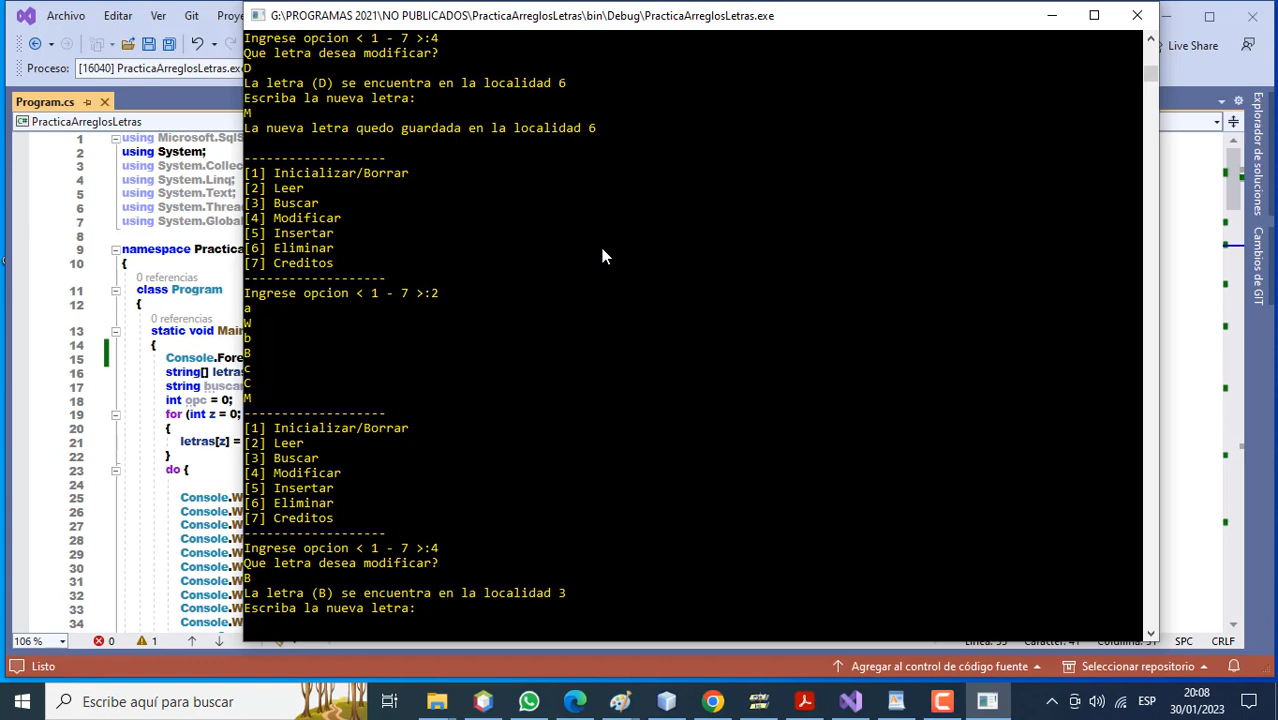 Archivo Editar Ver Git Proye
G:\PROGRAMAS 2021\NO PUBLICADOS\PracticaArreglosLetras\bin\Debug\PracticaArreglosLetras.exe
Live Share
Proceso: [16040] PracticaArreglosLetras.exe
Program.cs
PracticaArreglosLetras
1 using Microsoft.SqlS
2 using System;
3 using System.Collec
4 using System.Linq;
5 using System.Text;
6 using System.Thread
7 using System.Global
8
9 namespace Practica
10 {
0 referencias
11 class Program
12 {
0 referencias
13 static void Main
14 {
15 Console.Fore
16 string[] letras
17 string buscar
18 int opc = 0;
19 for (int z = 0;
20 {
21 letras[z] =
22 }
23 do {
24
25 Console.W
26 Console.W
27 Console.W
28 Console.W
29 Console.W
30 Console.W
31 Console.W
32 Console.W
33 Console.W
34 Console.W
Ingrese opcion < 1 - 7 >:4
Que letra desea modificar?
D
La letra (D) se encuentra en la localidad 6
Escriba la nueva letra:
M
La nueva letra quedo guardada en la localidad 6
-------------------
[1] Inicializar/Borrar
[2] Leer
[3] Buscar
[4] Modificar
[5] Insertar
[6] Eliminar
[7] Creditos
-------------------
Ingrese opcion < 1 - 7 >:2
a
W
b
B
c
C
M
-------------------
[1] Inicializar/Borrar
[2] Leer
[3] Buscar
[4] Modificar
[5] Insertar
[6] Eliminar
[7] Creditos
-------------------
Ingrese opcion < 1 - 7 >:4
Que letra desea modificar?
B
La letra (B) se encuentra en la localidad 3
Escriba la nueva letra:
Explorador de soluciones
Cambios de GIT
106 % 0 1 SPC CRLF
Listo Agregar al control de código fuente Seleccionar repositorio
Escribe aquí para buscar
ESP
20:08
30/01/2023